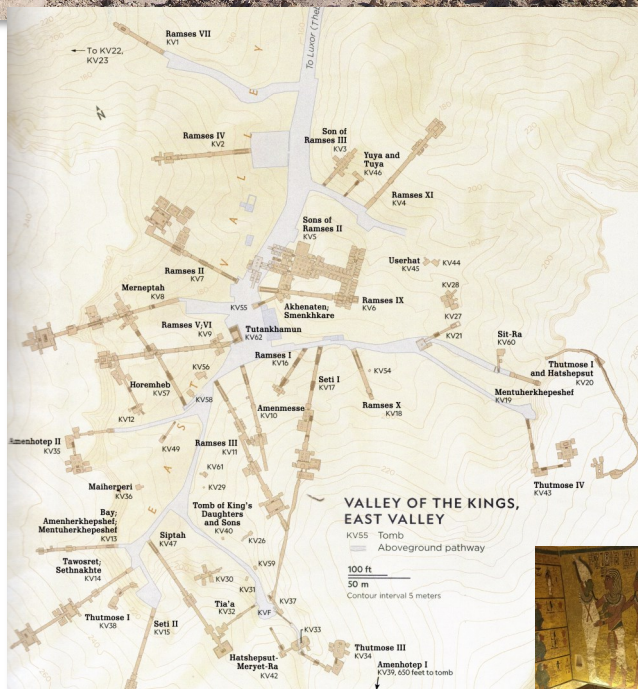 Ramses VII
KV1
To KV22,
KV23
N
To Luxor (The
V A L L E Y
Ramses IV
KV2
Son of
Ramses III
KV3
Yuya and
Tuya
KV46
Ramses XI
KV4
Sons of
Ramses II
KV5
Ramses II
KV7
Userhat
KV45
KV44
KV28
Merneptah
KV8
KV55
Akhenaten;
Smenkhkare
Ramses IX
KV6
KV27
KV21
Ramses V;VI
KV9
Tutankhamun
KV62
Sit-Ra
KV60
Ramses I
KV16
KV56
KV54
Thutmose I
and Hatshepsut
KV20
Horemheb
KV57
KV58
Seti I
KV17
Mentuherkhepeshef
KV19
KV12
Amenmesse
KV10
Ramses X
KV18
E A S T
Amenhotep II
KV35
KV49
Ramses III
KV11
KV61
Thutmose IV
KV43
Maiherperi
KV36
KV29
VALLEY OF THE KINGS,
EAST VALLEY
KV55 Tomb
Aboveground pathway
100 ft
50 m
Contour interval 5 meters
Bay;
Amenherkhepshef;
Mentuherkhepeshef
KV13
Tomb of King's
Daughters
and Sons
KV40
Siptah
KV47
KV26
Tawosret;
Sethnakhte
KV14
KV59
KV30
KV31
KV37
Thutmose I
KV38
Tia'a
KV32
KVF
Seti II
KV15
KV33
Hatshepsut-
Meryet-Ra
KV42
Thutmose III
KV34
Amenhotep I
KV39, 650 feet to tomb